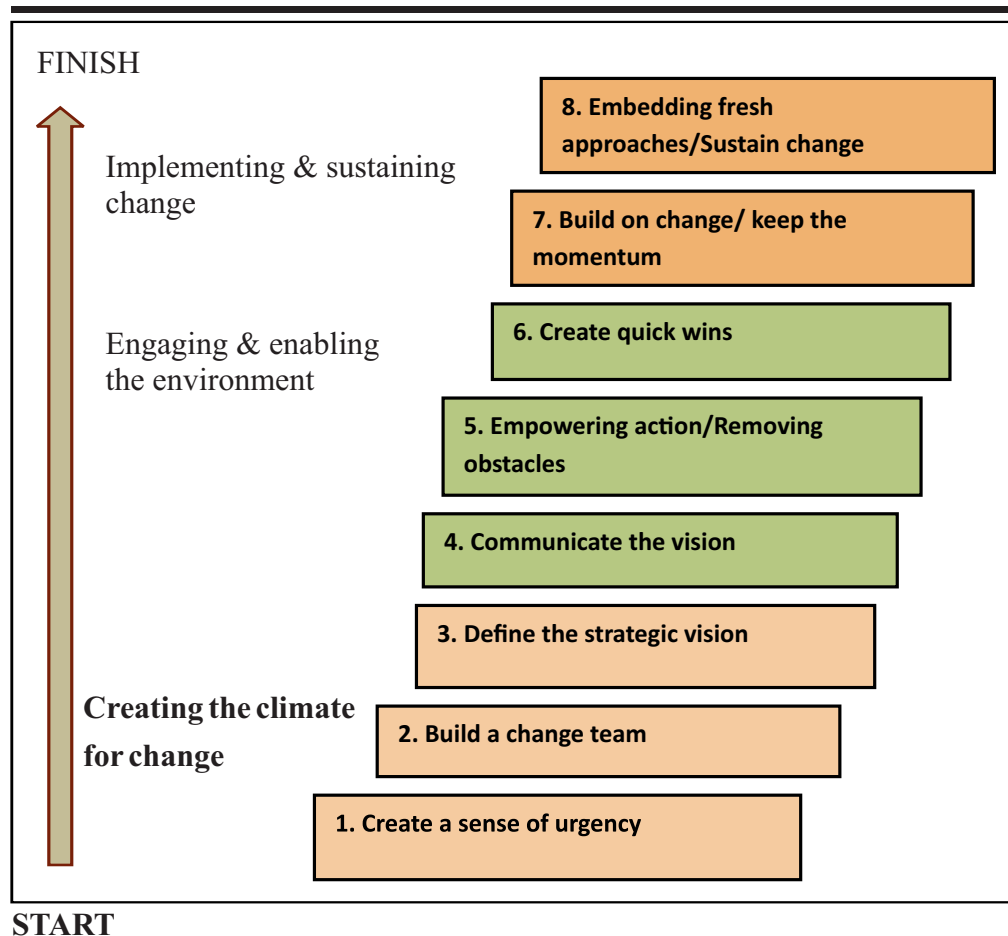 FINISH
8. Embedding fresh
approaches/Sustain change
Implementing & sustaining
change
7. Build on change/ keep the
momentum
6. Create quick wins
Engaging & enabling
the environment
5. Empowering action/Removing
obstacles
4. Communicate the vision
3. Define the strategic vision
Creating the climate
for change
2. Build a change team
1. Create a sense of urgency
START